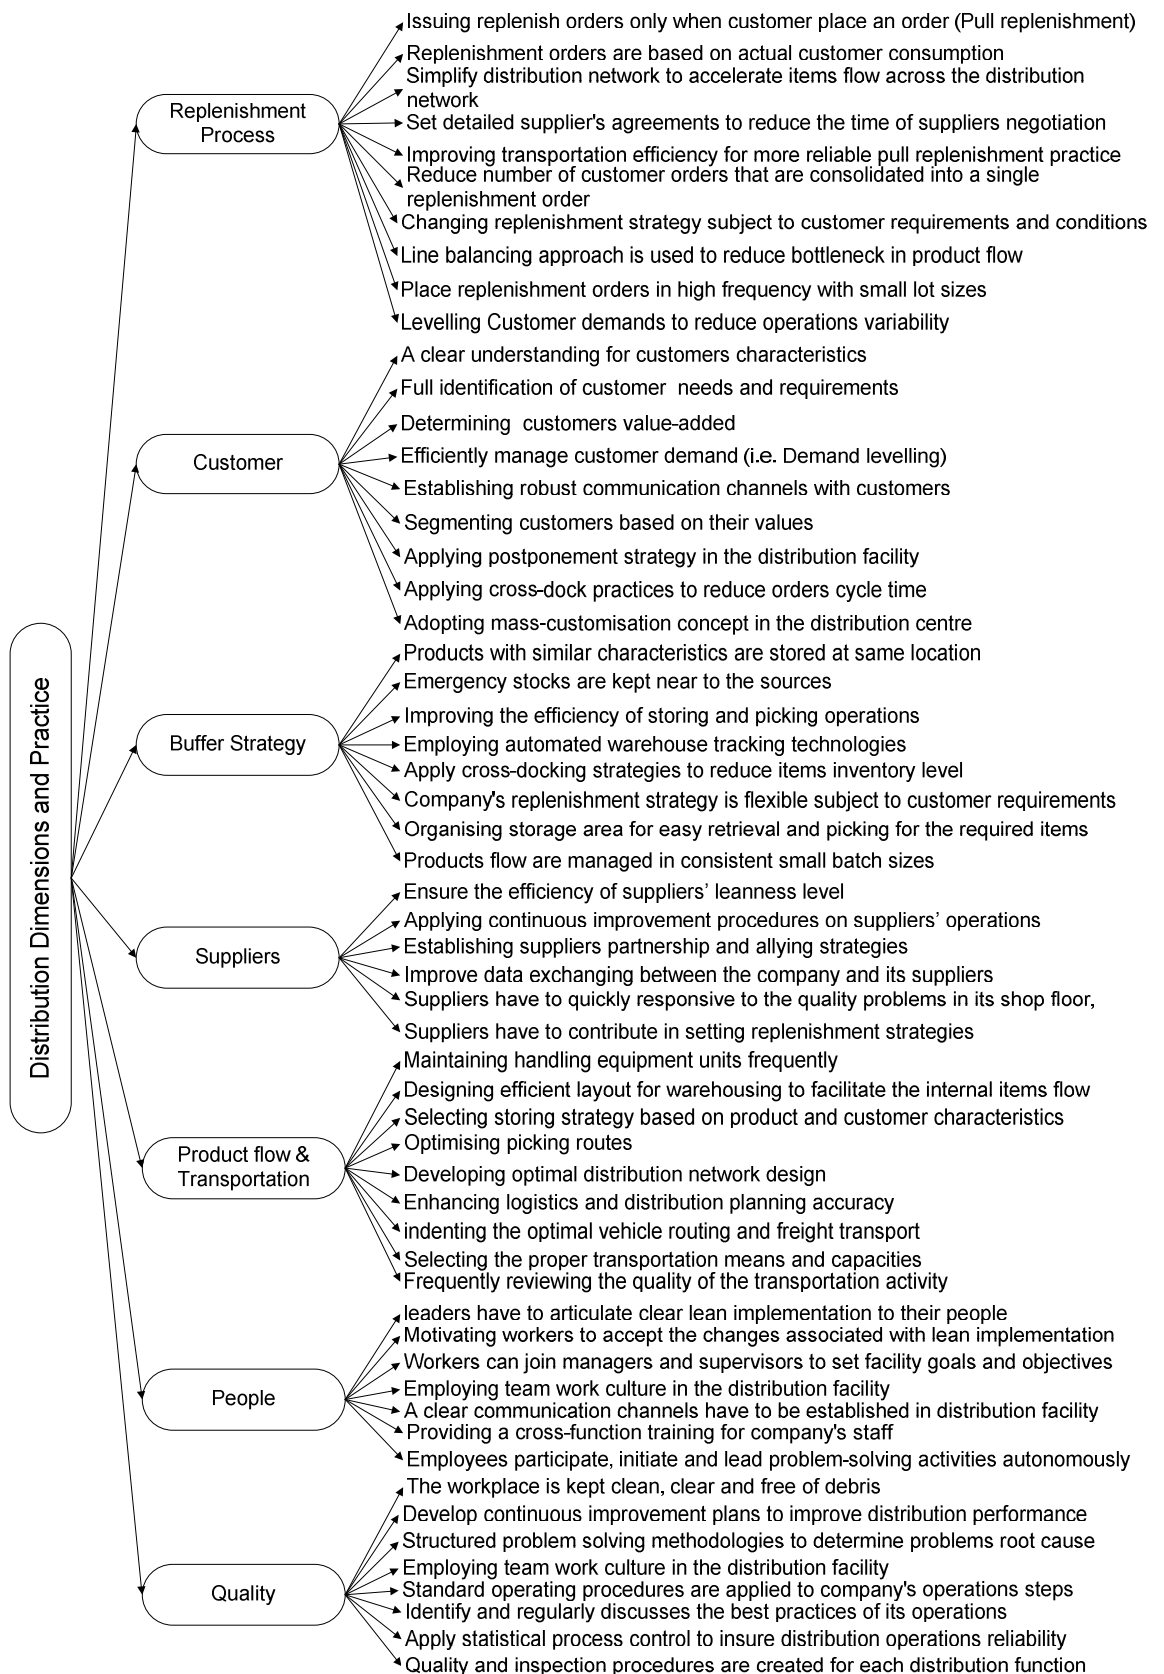 Distribution Dimensions and Practice
Replenishment
Process
Issuing replenish orders only when customer place an order (Pull replenishment)
Replenishment orders are based on actual customer consumption
Simplify distribution network to accelerate items flow across the distribution
network
Set detailed supplier's agreements to reduce the time of suppliers negotiation
Improving transportation efficiency for more reliable pull replenishment practice
Reduce number of customer orders that are consolidated into a single
replenishment order
Changing replenishment strategy subject to customer requirements and conditions
Line balancing approach is used to reduce bottleneck in product flow
Place replenishment orders in high frequency with small lot sizes
Levelling Customer demands to reduce operations variability
Customer
A clear understanding for customers characteristics
Full identification of customer needs and requirements
Determining customers value-added
Efficiently manage customer demand (i.e. Demand levelling)
Establishing robust communication channels with customers
Segmenting customers based on their values
Applying postponement strategy in the distribution facility
Applying cross-dock practices to reduce orders cycle time
Adopting mass-customisation concept in the distribution centre
Buffer Strategy
Products with similar characteristics are stored at same location
Emergency stocks are kept near to the sources
Improving the efficiency of storing and picking operations
Employing automated warehouse tracking technologies
Apply cross-docking strategies to reduce items inventory level
Company's replenishment strategy is flexible subject to customer requirements
Organising storage area for easy retrieval and picking for the required items
Products flow are managed in consistent small batch sizes
Suppliers
Ensure the efficiency of suppliers’ leanness level
Applying continuous improvement procedures on suppliers’ operations
Establishing suppliers partnership and allying strategies
Improve data exchanging between the company and its suppliers
Suppliers have to quickly responsive to the quality problems in its shop floor,
Suppliers have to contribute in setting replenishment strategies
Product flow &
Transportation
Maintaining handling equipment units frequently
Designing efficient layout for warehousing to facilitate the internal items flow
Selecting storing strategy based on product and customer characteristics
Optimising picking routes
Developing optimal distribution network design
Enhancing logistics and distribution planning accuracy
indenting the optimal vehicle routing and freight transport
Selecting the proper transportation means and capacities
Frequently reviewing the quality of the transportation activity
People
leaders have to articulate clear lean implementation to their people
Motivating workers to accept the changes associated with lean implementation
Workers can join managers and supervisors to set facility goals and objectives
Employing team work culture in the distribution facility
A clear communication channels have to be established in distribution facility
Providing a cross-function training for company's staff
Employees participate, initiate and lead problem-solving activities autonomously
Quality
The workplace is kept clean, clear and free of debris
Develop continuous improvement plans to improve distribution performance
Structured problem solving methodologies to determine problems root cause
Employing team work culture in the distribution facility
Standard operating procedures are applied to company's operations steps
Identify and regularly discusses the best practices of its operations
Apply statistical process control to insure distribution operations reliability
Quality and inspection procedures are created for each distribution function